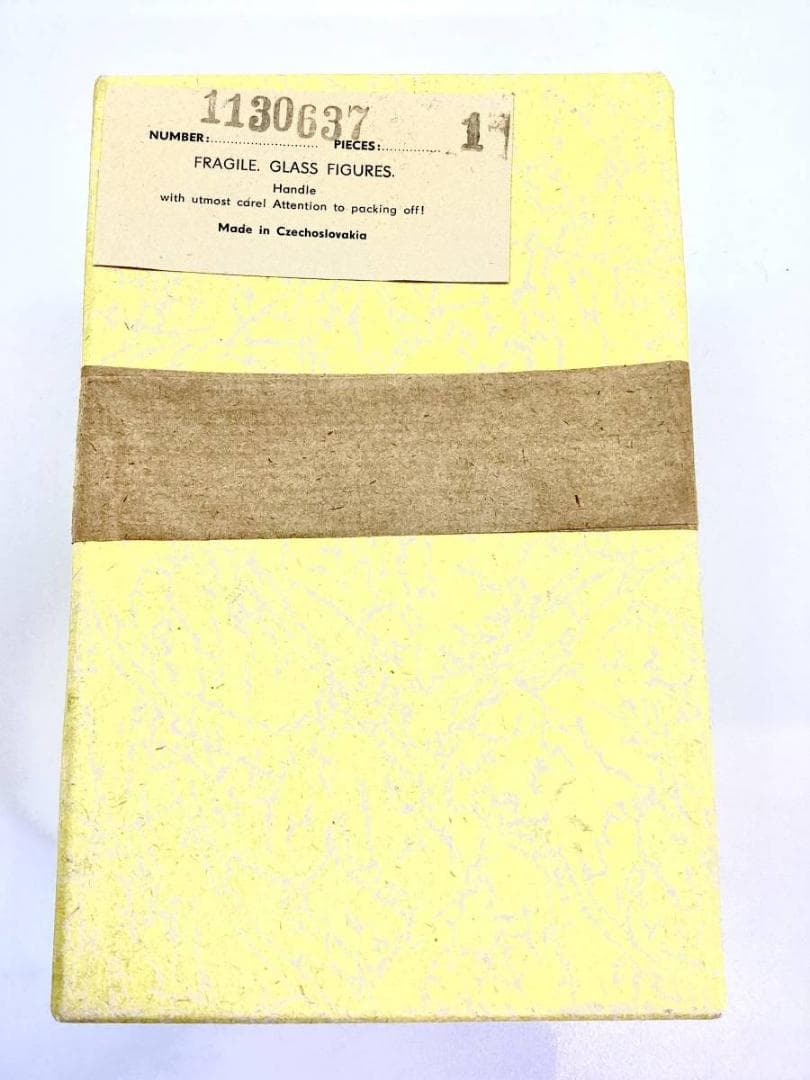 1130637 1
NUMBER:........................... PIECES:...............
FRAGILE. GLASS FIGURES.
Handle
with utmost care! Attention to packing off!
Made in Czechoslovakia